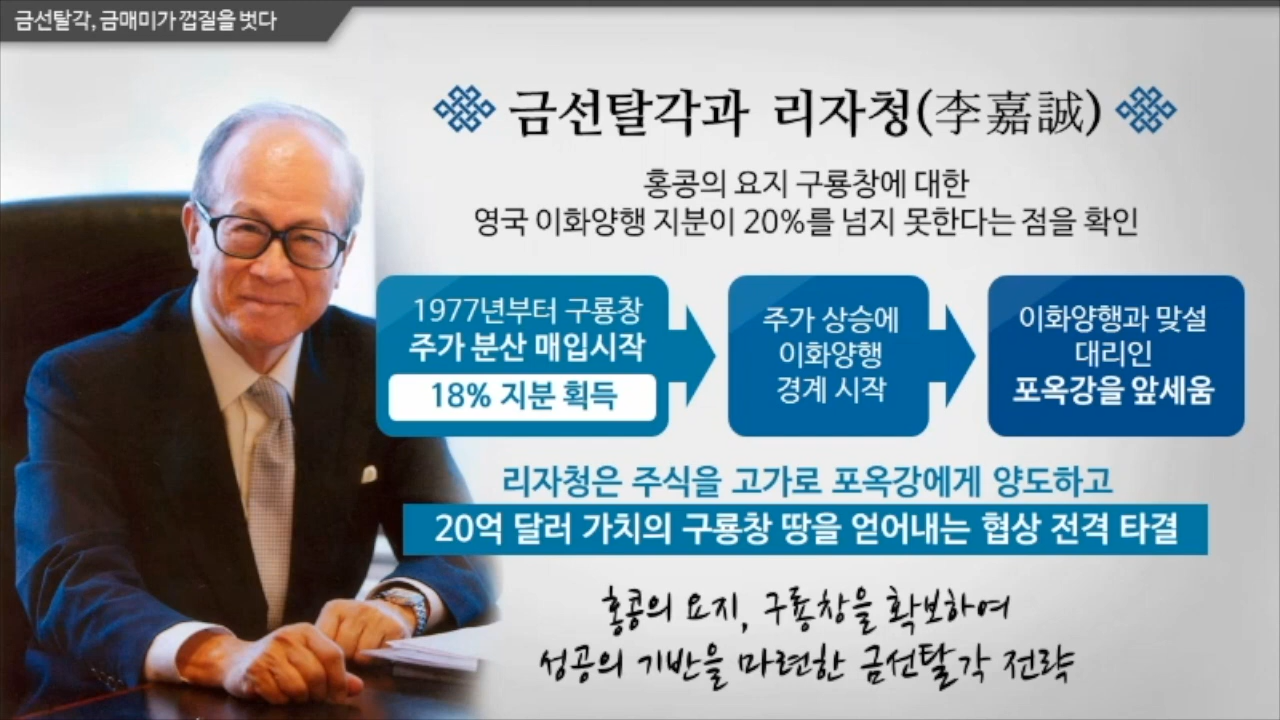 금선탈각, 금매미가 껍질을 벗다
금선탈각과 리자청(李嘉誠)
홍콩의 요지 구룡창에 대한
영국 이화양행 지분이 20%를 넘지 못한다는 점을 확인
1977년부터 구룡창
주가 분산 매입시작
18% 지분 획득
주가 상승에
이화양행
경계 시작
이화양행과 맞설
대리인
포옥강을 앞세움
리자청은 주식을 고가로 포옥강에게 양도하고
20억 달러 가치의 구룡창 땅을 얻어내는 협상 전격 타결
홍콩의 요지, 구룡창을 확보하여
성공의 기반을 마련한 금선탈각 전략